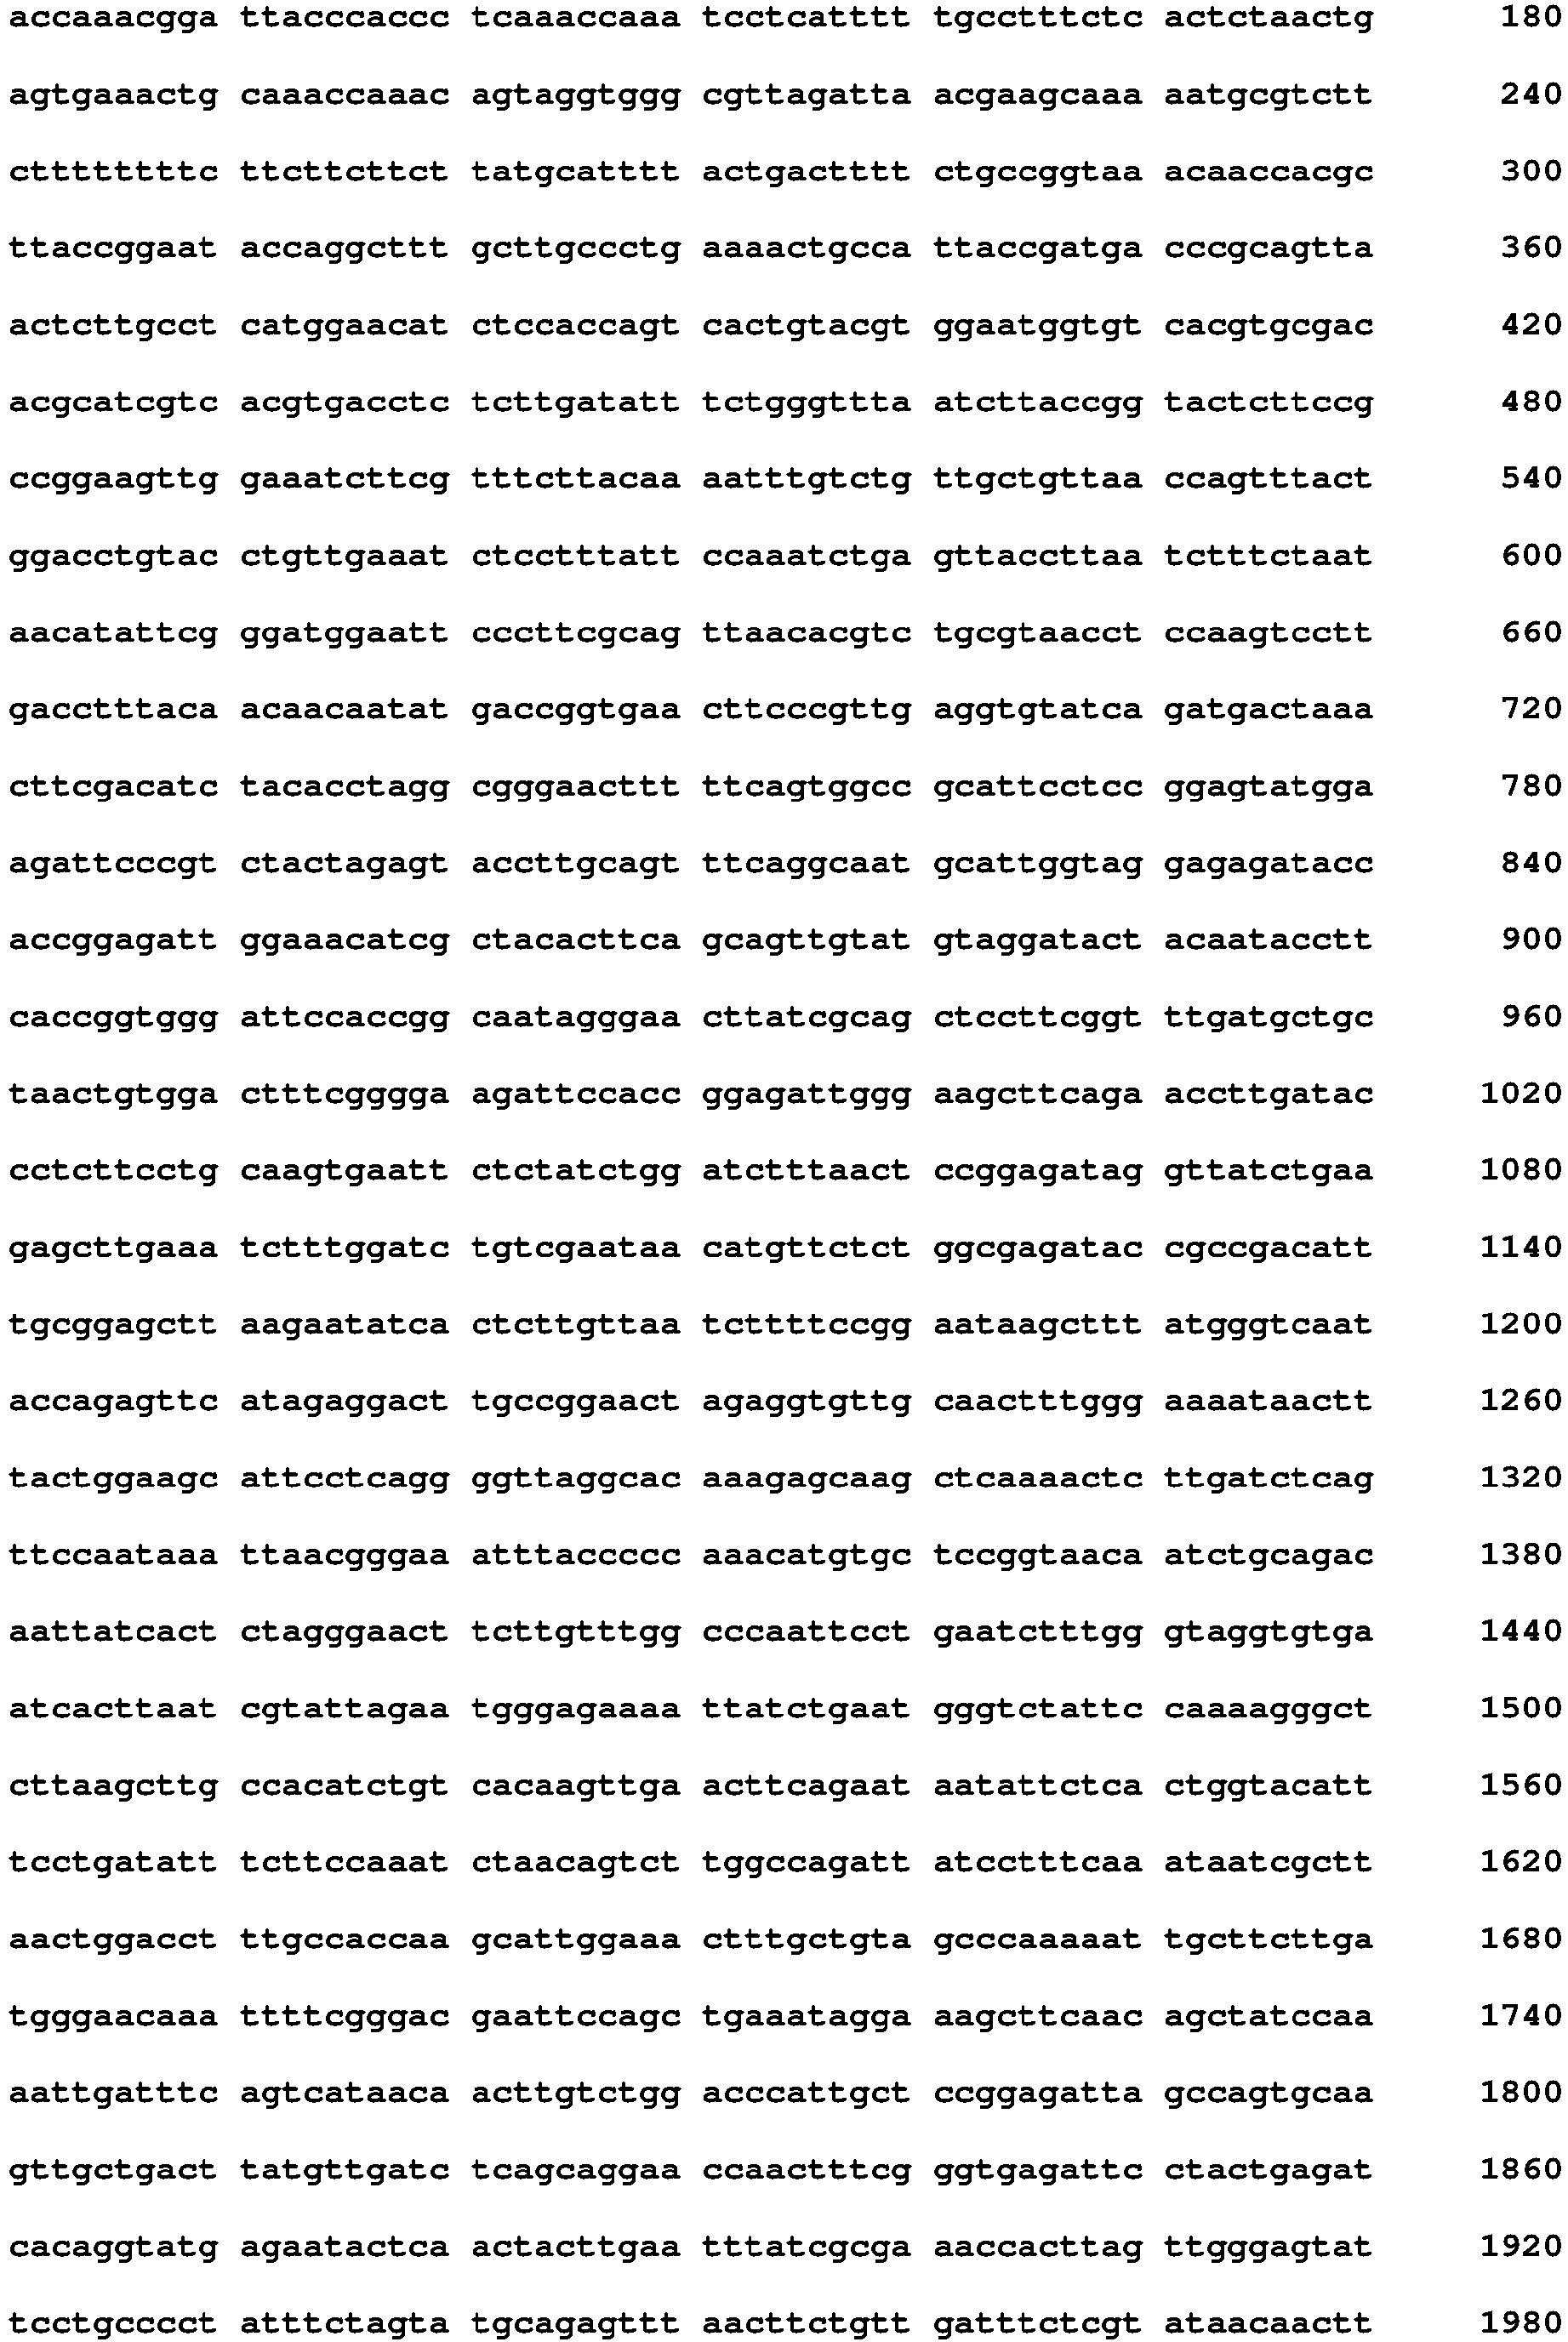 accaaacgga ttacccaccc tcaaaccaaa tcctcatttt tgcctttctc actctaactg 180
agtgaaactg caaaccaaac agtaggtggg cgttagatta acgaagcaaa aatgcgtctt 240
cttttttttc ttcttcttct tatgcatttt actgactttt ctgccggtaa acaaccacgc 300
ttaccggaat accaggcttt gcttgccctg aaaactgcca ttaccgatga cccgcagtta 360
actcttgcct catggaacat ctccaccagt cactgtacgt ggaatggtgt cacgtgcgac 420
acgcatcgtc acgtgacctc tcttgatatt tctgggttta atcttaccgg tactcttccg 480
ccggaagttg gaaatcttcg tttcttacaa aatttgtctg ttgctgttaa ccagtttact 540
ggacctgtac ctgttgaaat ctcctttatt ccaaatctga gttaccttaa tctttctaat 600
aacatattcg ggatggaatt cccttcgcag ttaacacgtc tgcgtaacct ccaagtcctt 660
gacctttaca acaacaatat gaccggtgaa cttcccgttg aggtgtatca gatgactaaa 720
cttcgacatc tacacctagg cgggaacttt ttcagtggcc gcattcctcc ggagtatgga 780
agattcccgt ctactagagt accttgcagt ttcaggcaat gcattggtag gagagatacc 840
accggagatt ggaaacatcg ctacacttca gcagttgtat gtaggatact acaatacctt 900
caccggtggg attccaccgg caatagggaa cttatcgcag ctccttcggt ttgatgctgc 960
taactgtgga ctttcgggga agattccacc ggagattggg aagcttcaga accttgatac 1020
cctcttcctg caagtgaatt ctctatctgg atctttaact ccggagatag gttatctgaa 1080
gagcttgaaa tctttggatc tgtcgaataa catgttctct ggcgagatac cgccgacatt 1140
tgcggagctt aagaatatca ctcttgttaa tcttttccgg aataagcttt atgggtcaat 1200
accagagttc atagaggact tgccggaact agaggtgttg caactttggg aaaataactt 1260
tactggaagc attcctcagg ggttaggcac aaagagcaag ctcaaaactc ttgatctcag 1320
ttccaataaa ttaacgggaa atttaccccc aaacatgtgc tccggtaaca atctgcagac 1380
aattatcact ctagggaact tcttgtttgg cccaattcct gaatctttgg gtaggtgtga 1440
atcacttaat cgtattagaa tgggagaaaa ttatctgaat gggtctattc caaaagggct 1500
cttaagcttg ccacatctgt cacaagttga acttcagaat aatattctca ctggtacatt 1560
tcctgatatt tcttccaaat ctaacagtct tggccagatt atcctttcaa ataatcgctt 1620
aactggacct ttgccaccaa gcattggaaa ctttgctgta gcccaaaaat tgcttcttga 1680
tgggaacaaa ttttcgggac gaattccagc tgaaatagga aagcttcaac agctatccaa 1740
aattgatttc agtcataaca acttgtctgg acccattgct ccggagatta gccagtgcaa 1800
gttgctgact tatgttgatc tcagcaggaa ccaactttcg ggtgagattc ctactgagat 1860
cacaggtatg agaatactca actacttgaa tttatcgcga aaccacttag ttgggagtat 1920
tcctgcccct atttctagta tgcagagttt aacttctgtt gatttctcgt ataacaactt 1980